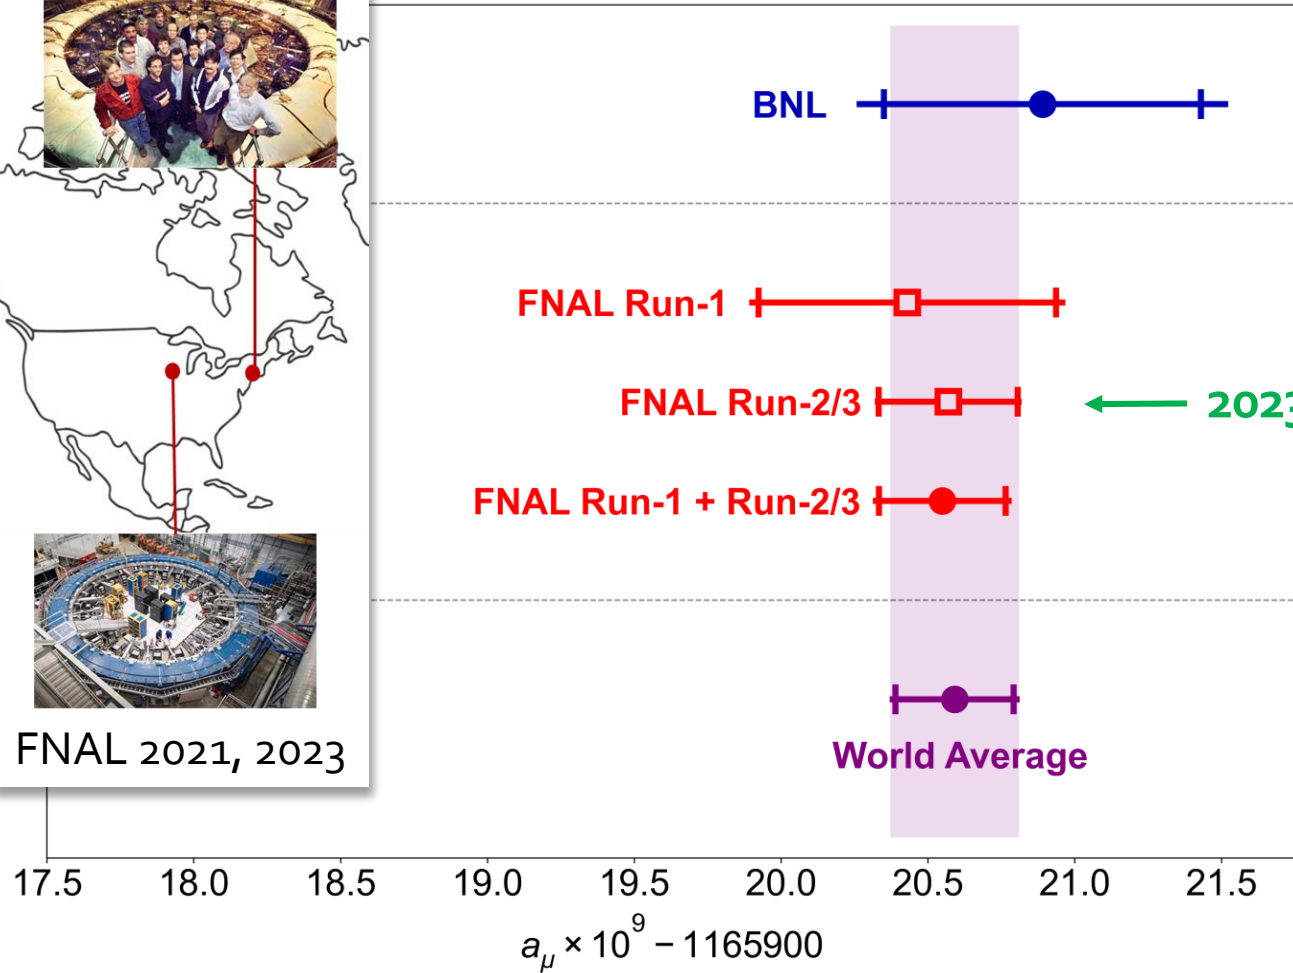 BNL
FNAL Run-1
FNAL Run-2/3
2023
FNAL Run-1 + Run-2/3
FNAL 2021, 2023
World Average
17.5 18.0 18.5 19.0 19.5 20.0 20.5 21.0 21.5
aμ × 10⁹ − 1165900